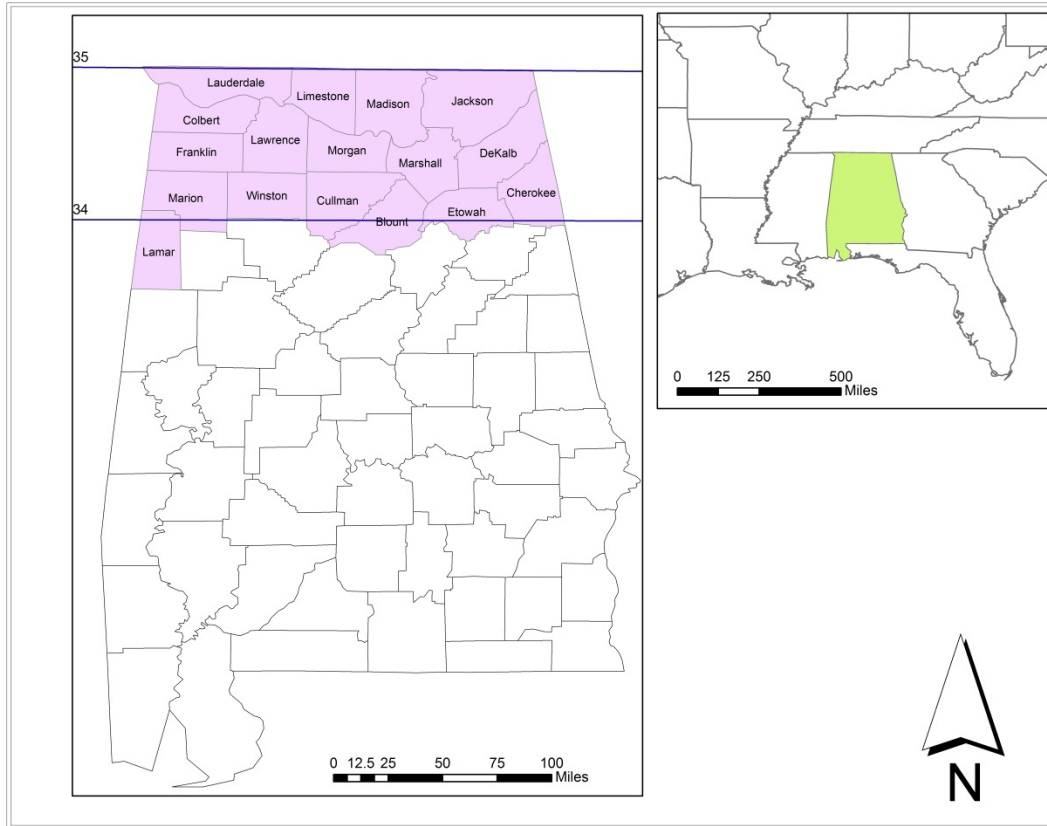 35
Lauderdale
Limestone
Madison
Jackson
Colbert
Lawrence
Franklin
Morgan
DeKalb
Marshall
Marion
Winston
Cullman
Cherokee
Etowah
Blount
34
Lamar
0 12.5 25 50 75 100
Miles
0 125 250 500
Miles
N